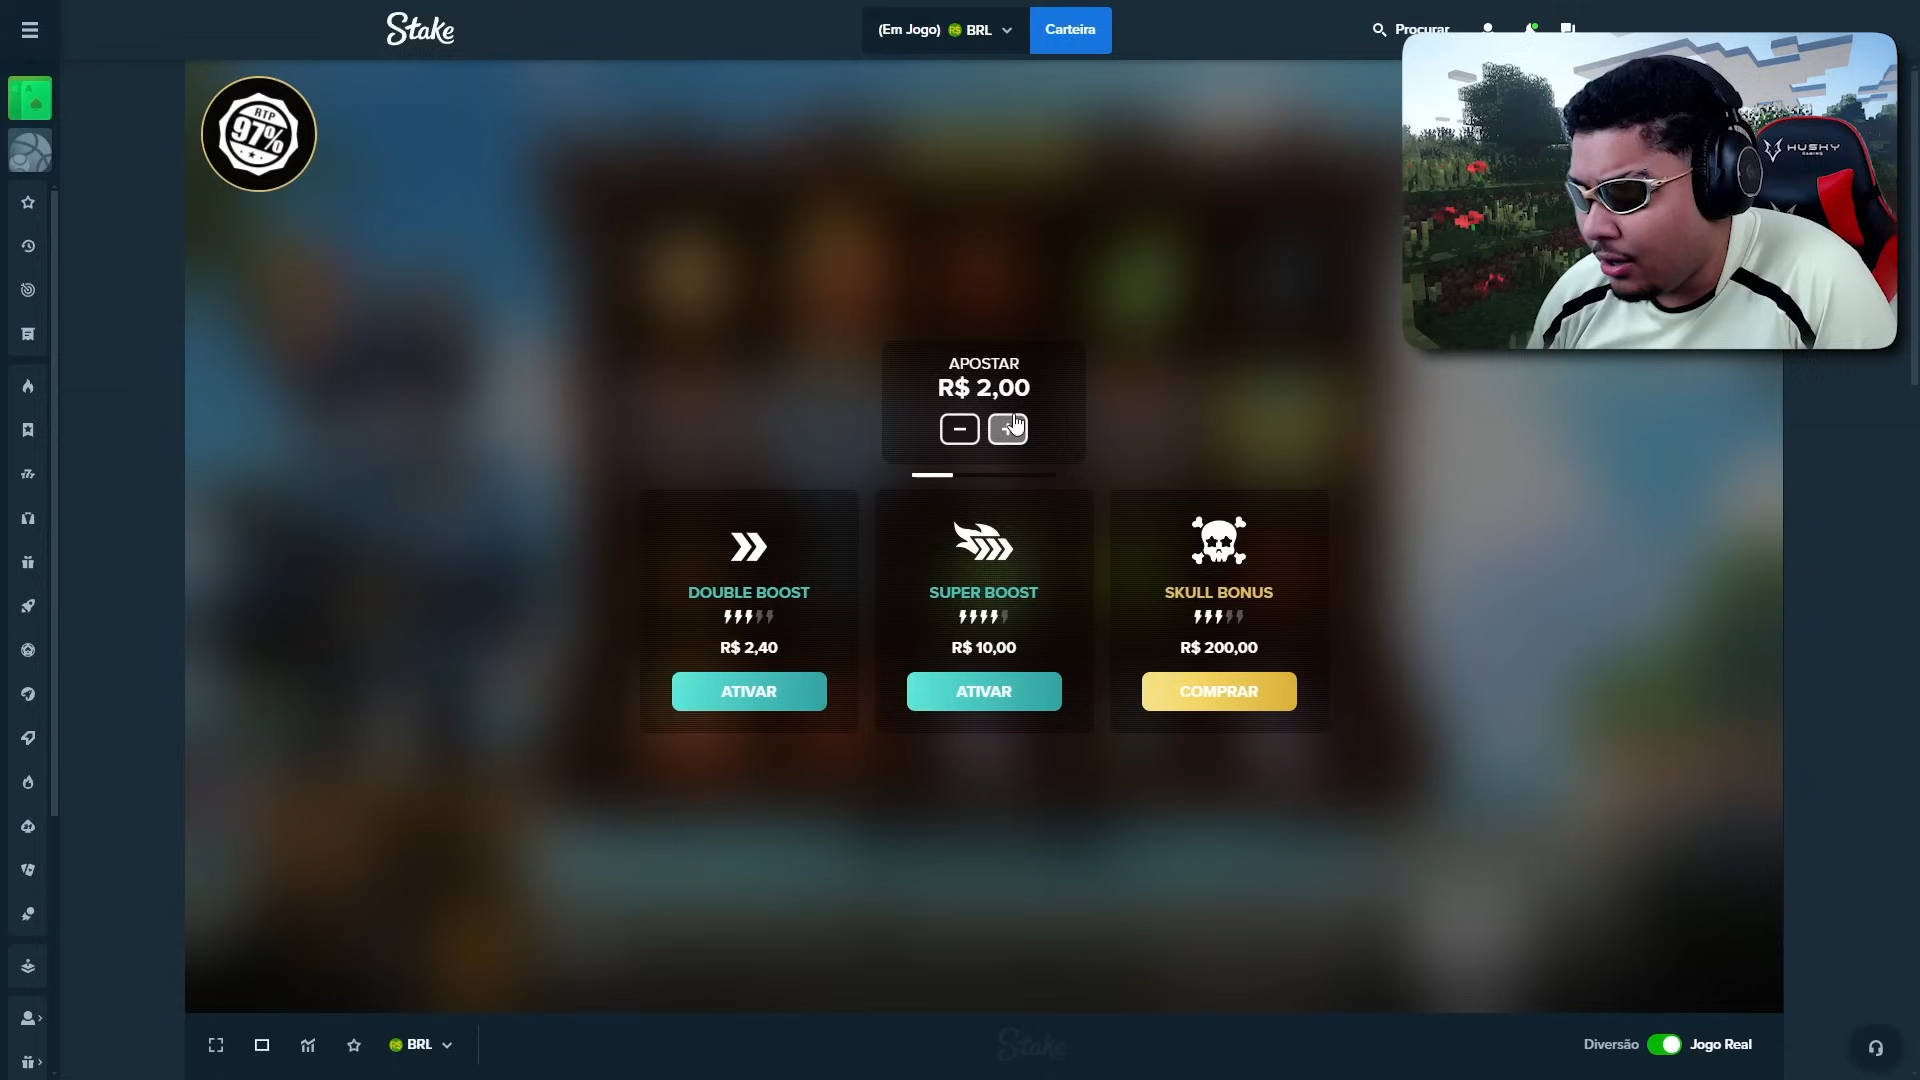 Stake
(Em Jogo) BRL
Carteira
Procurar
RTP
97%
HUSKY
APOSTAR
R$ 2,00
DOUBLE BOOST
R$ 2,40
ATIVAR
SUPER BOOST
R$ 10,00
ATIVAR
SKULL BONUS
R$ 200,00
COMPRAR
BRL
Stake
Diversão
Jogo Real